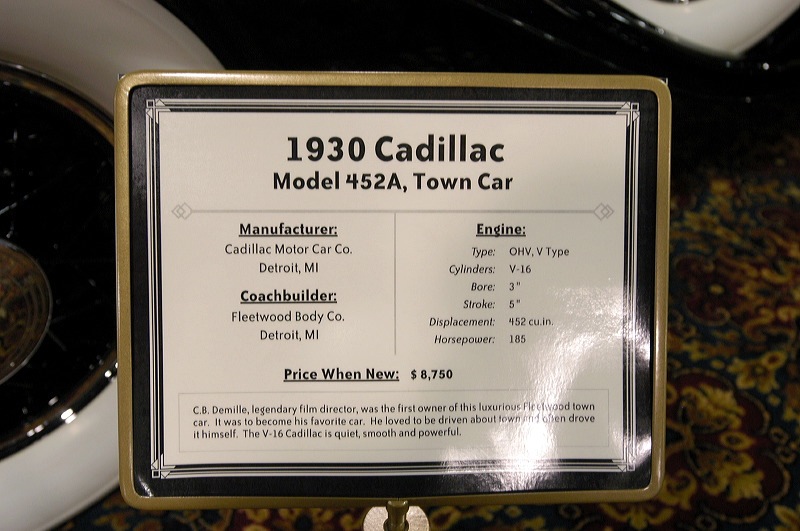 1930 Cadillac
Model 452A, Town Car
Manufacturer:
Cadillac Motor Car Co.
Detroit, MI
Coachbuilder:
Fleetwood Body Co.
Detroit, MI
Engine:
Type: OHV, V Type
Cylinders: V-16
Bore: 3"
Stroke: 5"
Displacement: 452 cu.in.
Horsepower: 185
Price When New: $ 8,750
C.B. Demille, legendary film director, was the first owner of this luxurious Fleetwood town
car. It was to become his favorite car. He loved to be driven about town and often drove
it himself. The V-16 Cadillac is quiet, smooth and powerful.